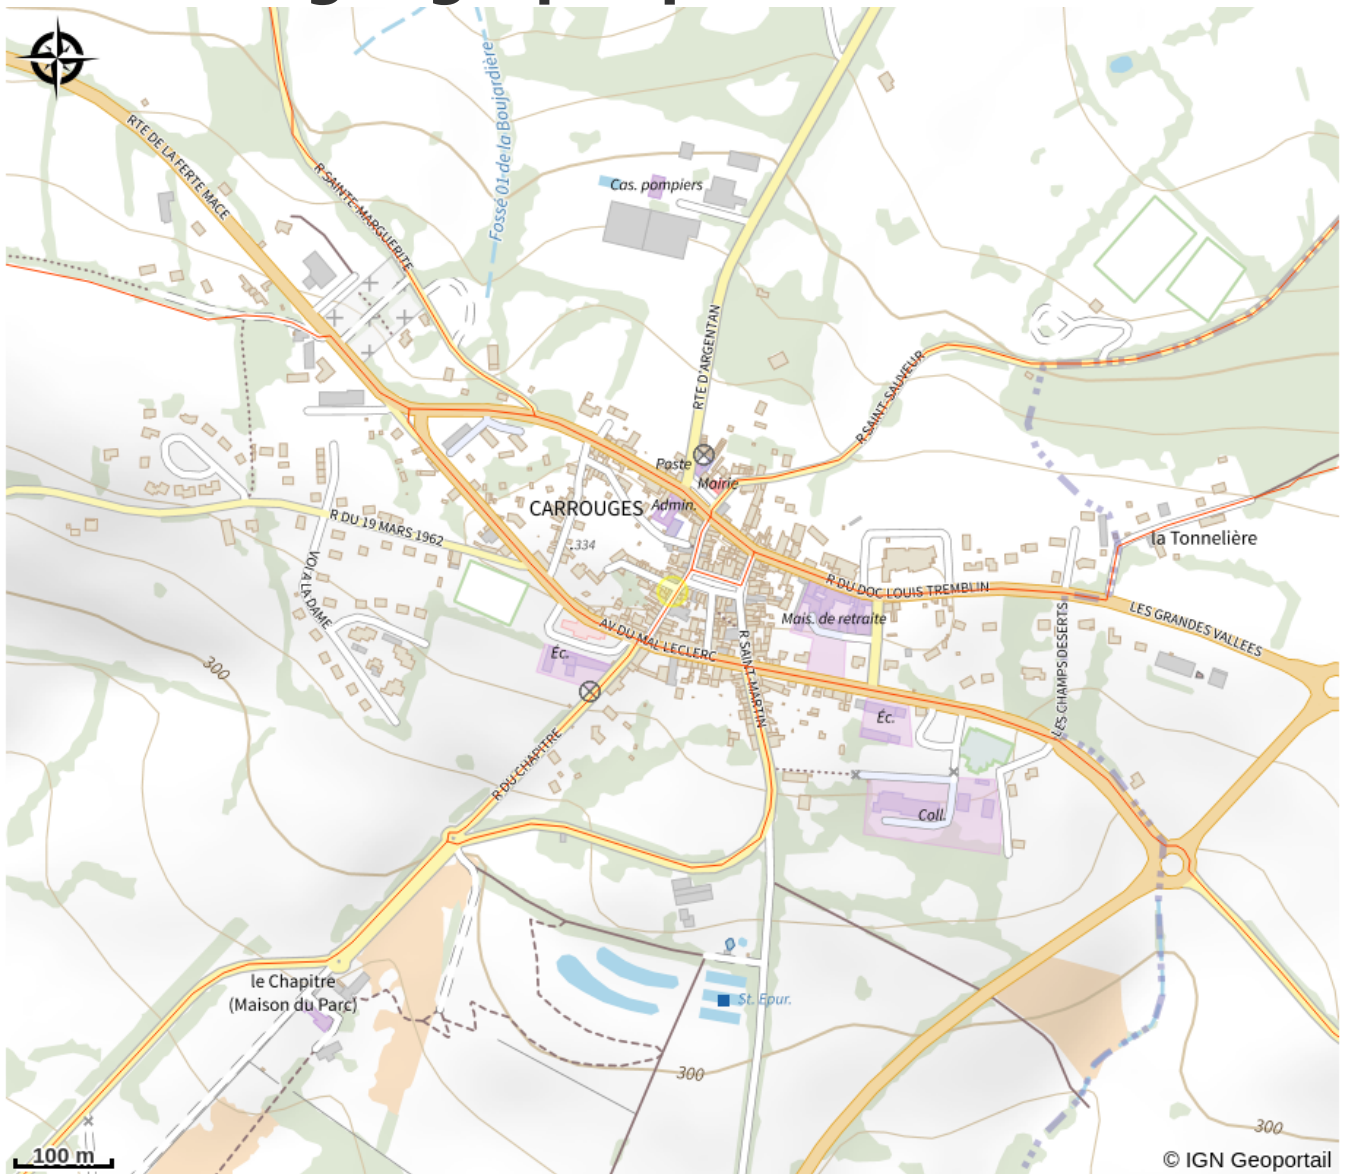 Fossé 01 de la Boujardière
RTE DE LA FERTE MACE
R SAINTE-MARGUERITE
Cas. pompiers
RTE D'ARGENTAN
R SAINT-SAUVEUR
Poste
Mairie
CARROUGES
Admin.
.334
R DU 19 MARS 1962
la Tonnelière
VOI A LA DAME
R DU DOC LOUIS TREMBLIN
Mais. de retraite
LES GRANDES VALLEES
AV DU MAL LECLERC
R SAINT-MARTIN
LES CHAMPS DESERTS
Éc.
300
Éc.
R DU CHAPITRE
Coll.
le Chapitre
(Maison du Parc)
St. Epur.
300
300
100 m
© IGN Geoportail